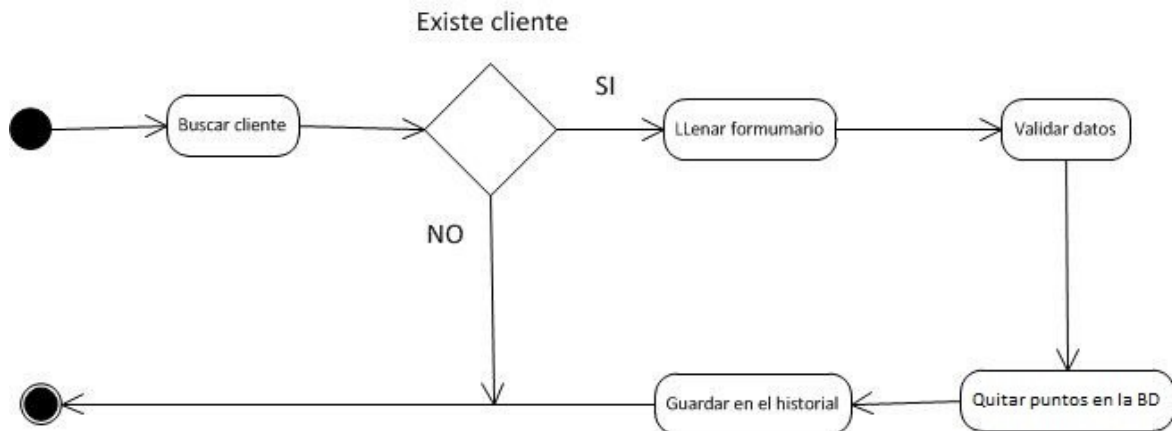 Existe cliente
SI
Buscar cliente
LLenar formumario
Validar datos
NO
Guardar en el historial
Quitar puntos en la BD